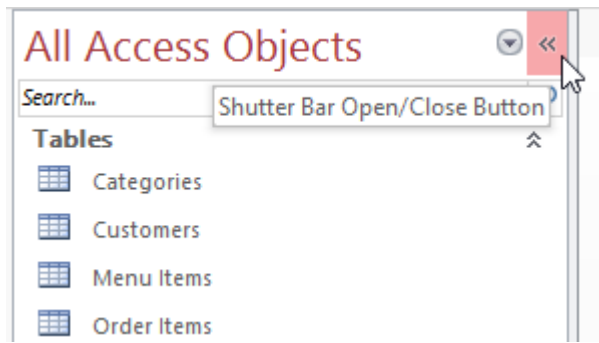 All Access Objects
Search...
Shutter Bar Open/Close Button
Tables
Categories
Customers
Menu Items
Order Items